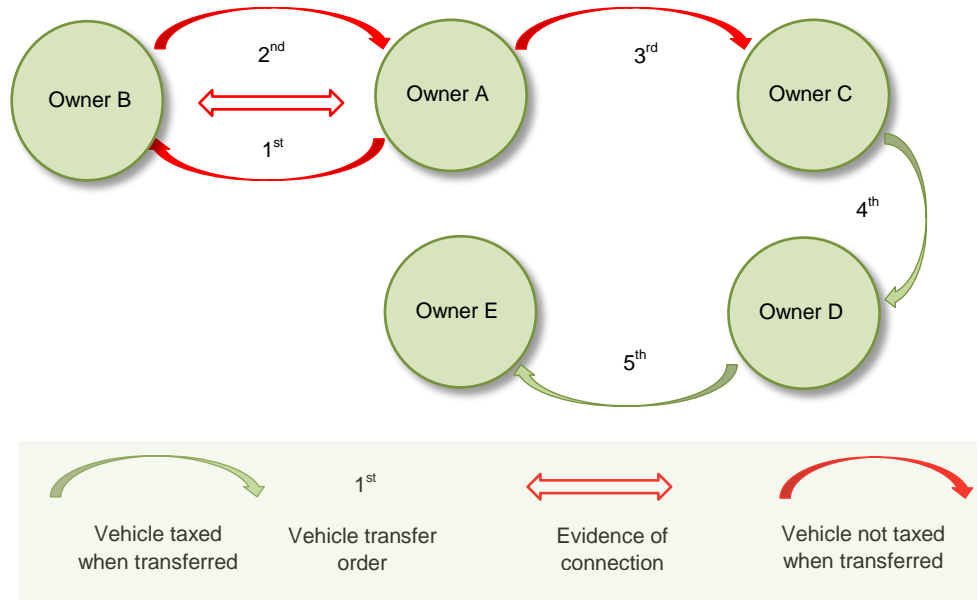 2nd
3rd
Owner B
Owner A
Owner C
1st
4th
Owner E
Owner D
5th
1st
Vehicle taxed
when transferred
Vehicle transfer
order
Evidence of
connection
Vehicle not taxed
when transferred